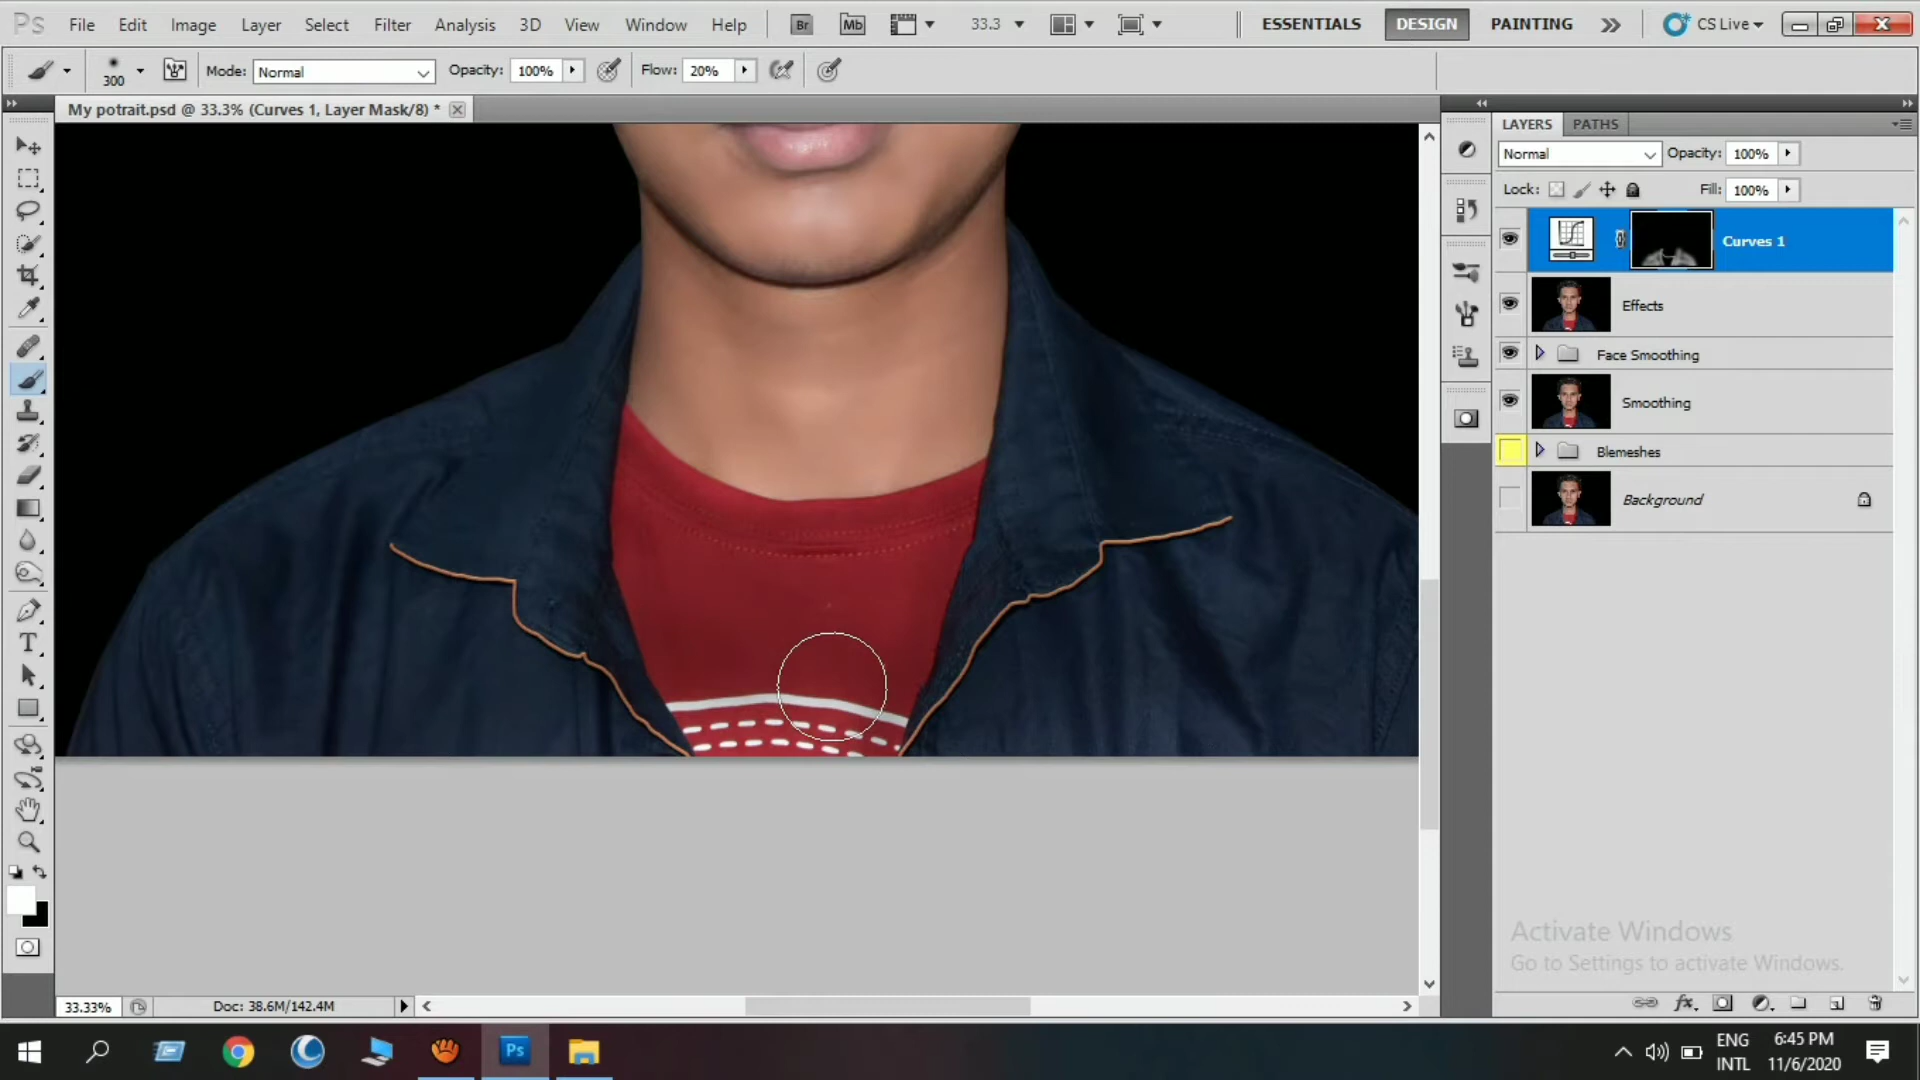 Ps File Edit Image Layer Select Filter Analysis 3D View Window Help Br Mb 33.3 ESSENTIALS DESIGN PAINTING CS Live
300 Mode: Normal Opacity: 100% Flow: 20%
My potrait.psd @ 33.3% (Curves 1, Layer Mask/8) *
LAYERS PATHS
Normal Opacity: 100%
Lock: Fill: 100%
Curves 1
Effects
Face Smoothing
Smoothing
Blemeshes
Background
T
Activate Windows
Go to Settings to activate Windows.
33.33% Doc: 38.6M/142.4M
fx
Ps
ENG 6:45 PM
INTL 11/6/2020